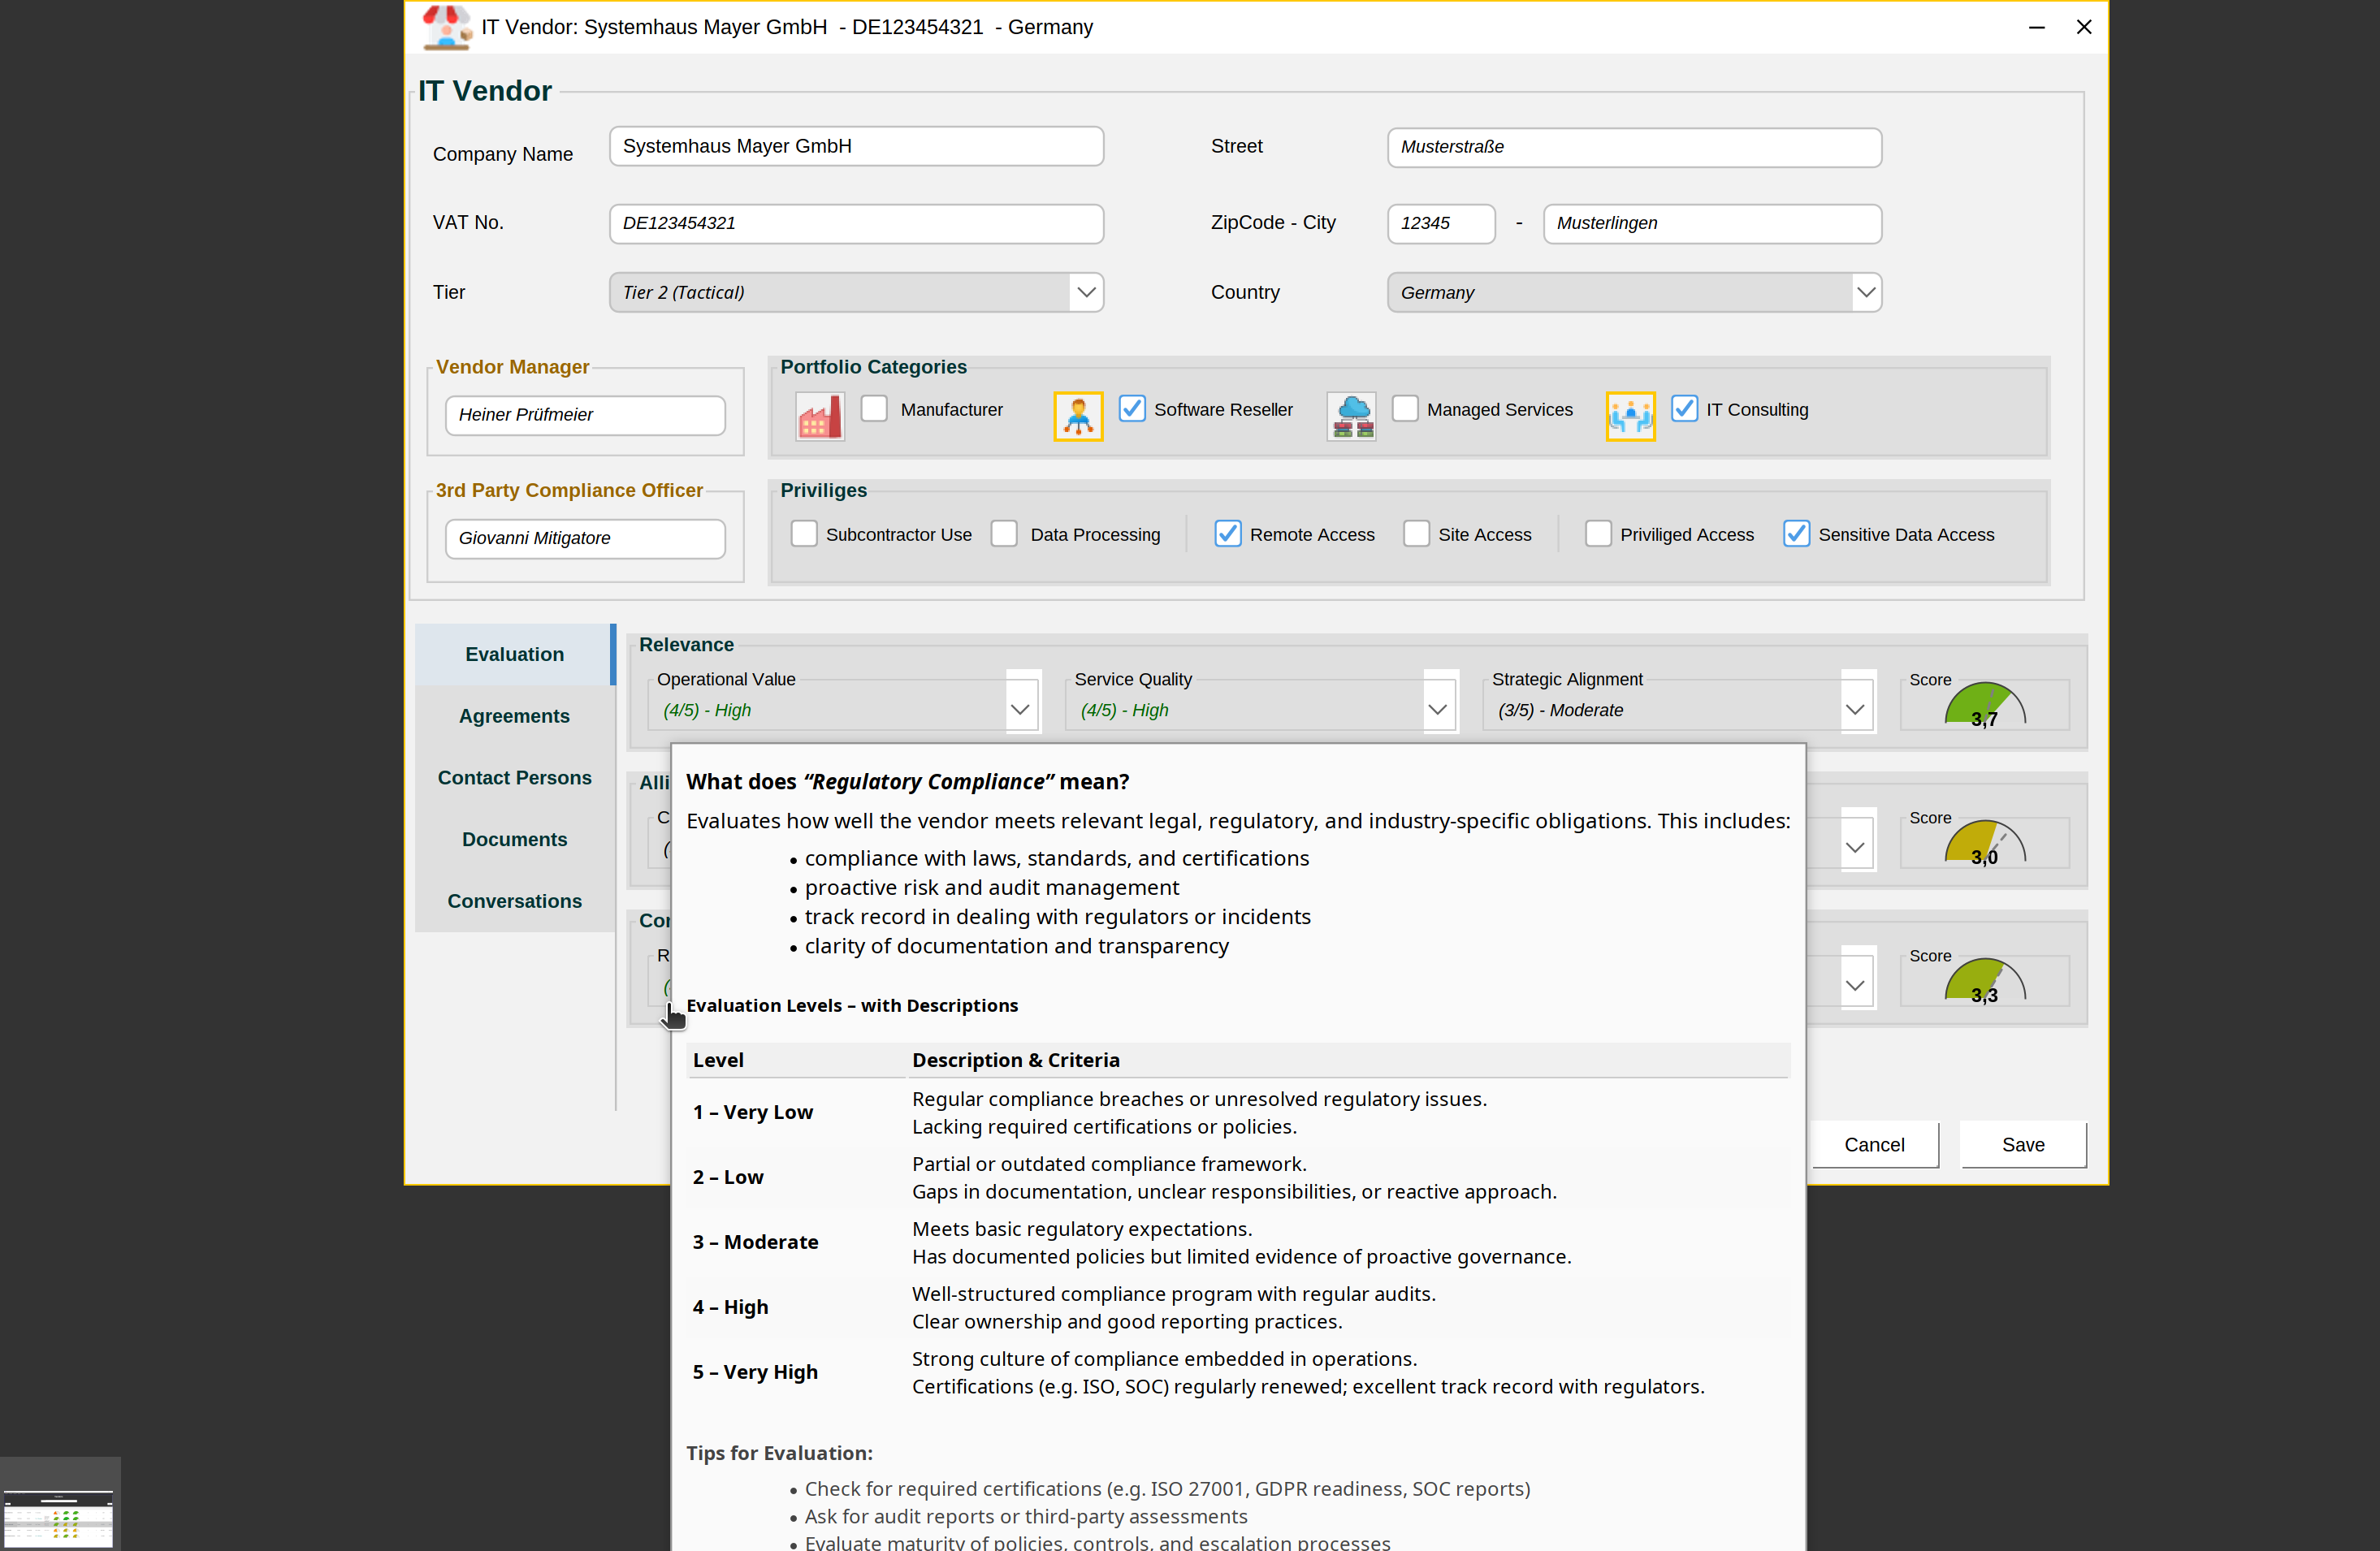 IT Vendor: Systemhaus Mayer GmbH - DE123454321 - Germany
IT Vendor
Company Name Systemhaus Mayer GmbH Street Musterstraße
VAT No. DE123454321 ZipCode - City 12345 - Musterlingen
Tier Tier 2 (Tactical) Country Germany
Vendor Manager Portfolio Categories
Heiner Prüfmeier Manufacturer Software Reseller Managed Services IT Consulting
3rd Party Compliance Officer Priviliges
Giovanni Mitigatore Subcontractor Use Data Processing Remote Access Site Access Priviliged Access Sensitive Data Access
Evaluation
Agreements
Contact Persons
Documents
Conversations
Relevance
Operational Value Service Quality Strategic Alignment Score
(4/5) - High (4/5) - High (3/5) - Moderate 3,7
Score
3,0
Score
3,3
What does “Regulatory Compliance” mean?
Evaluates how well the vendor meets relevant legal, regulatory, and industry-specific obligations. This includes:
• compliance with laws, standards, and certifications
• proactive risk and audit management
• track record in dealing with regulators or incidents
• clarity of documentation and transparency
Evaluation Levels – with Descriptions
Level Description & Criteria
1 – Very Low Regular compliance breaches or unresolved regulatory issues.
Lacking required certifications or policies.
2 – Low Partial or outdated compliance framework.
Gaps in documentation, unclear responsibilities, or reactive approach.
3 – Moderate Meets basic regulatory expectations.
Has documented policies but limited evidence of proactive governance.
4 – High Well-structured compliance program with regular audits.
Clear ownership and good reporting practices.
5 – Very High Strong culture of compliance embedded in operations.
Certifications (e.g. ISO, SOC) regularly renewed; excellent track record with regulators.
Tips for Evaluation:
• Check for required certifications (e.g. ISO 27001, GDPR readiness, SOC reports)
• Ask for audit reports or third-party assessments
• Evaluate maturity of policies, controls, and escalation processes
Cancel Save